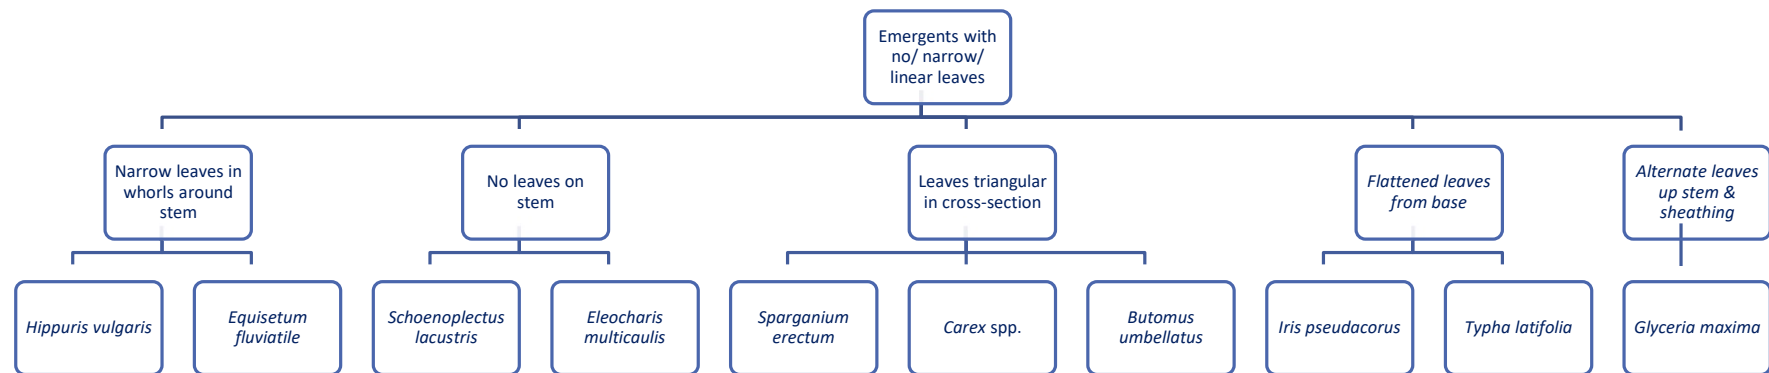 Emergents with
no/ narrow/
linear leaves
Narrow leaves in
whorls around
stem
No leaves on
stem
Leaves triangular
in cross-section
Flattened leaves
from base
Alternate leaves
up stem &
sheathing
Hippuris vulgaris
Equisetum
fluviatile
Schoenoplectus
lacustris
Eleocharis
multicaulis
Sparganium
erectum
Carex spp.
Butomus
umbellatus
Iris pseudacorus
Typha latifolia
Glyceria maxima